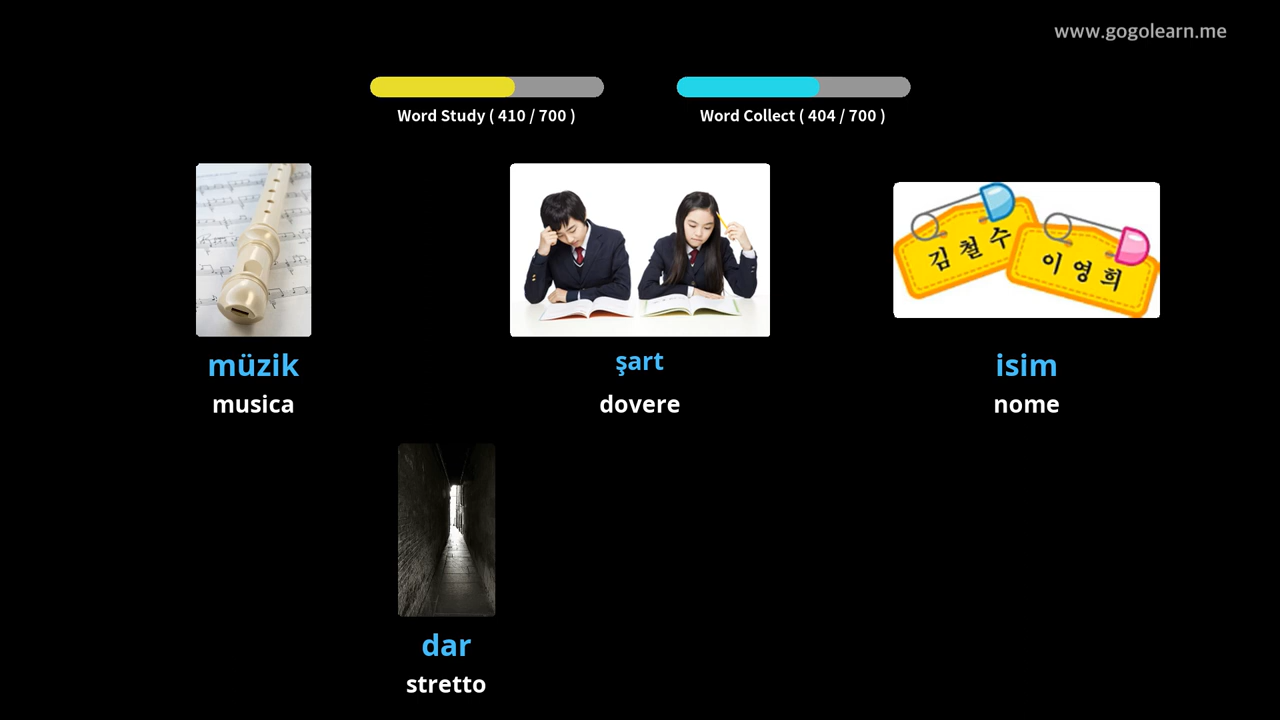 www.gogolearn.me
Word Study ( 410 / 700 )
Word Collect ( 404 / 700 )
김철수
이영희
müzik
musica
şart
dovere
isim
nome
dar
stretto